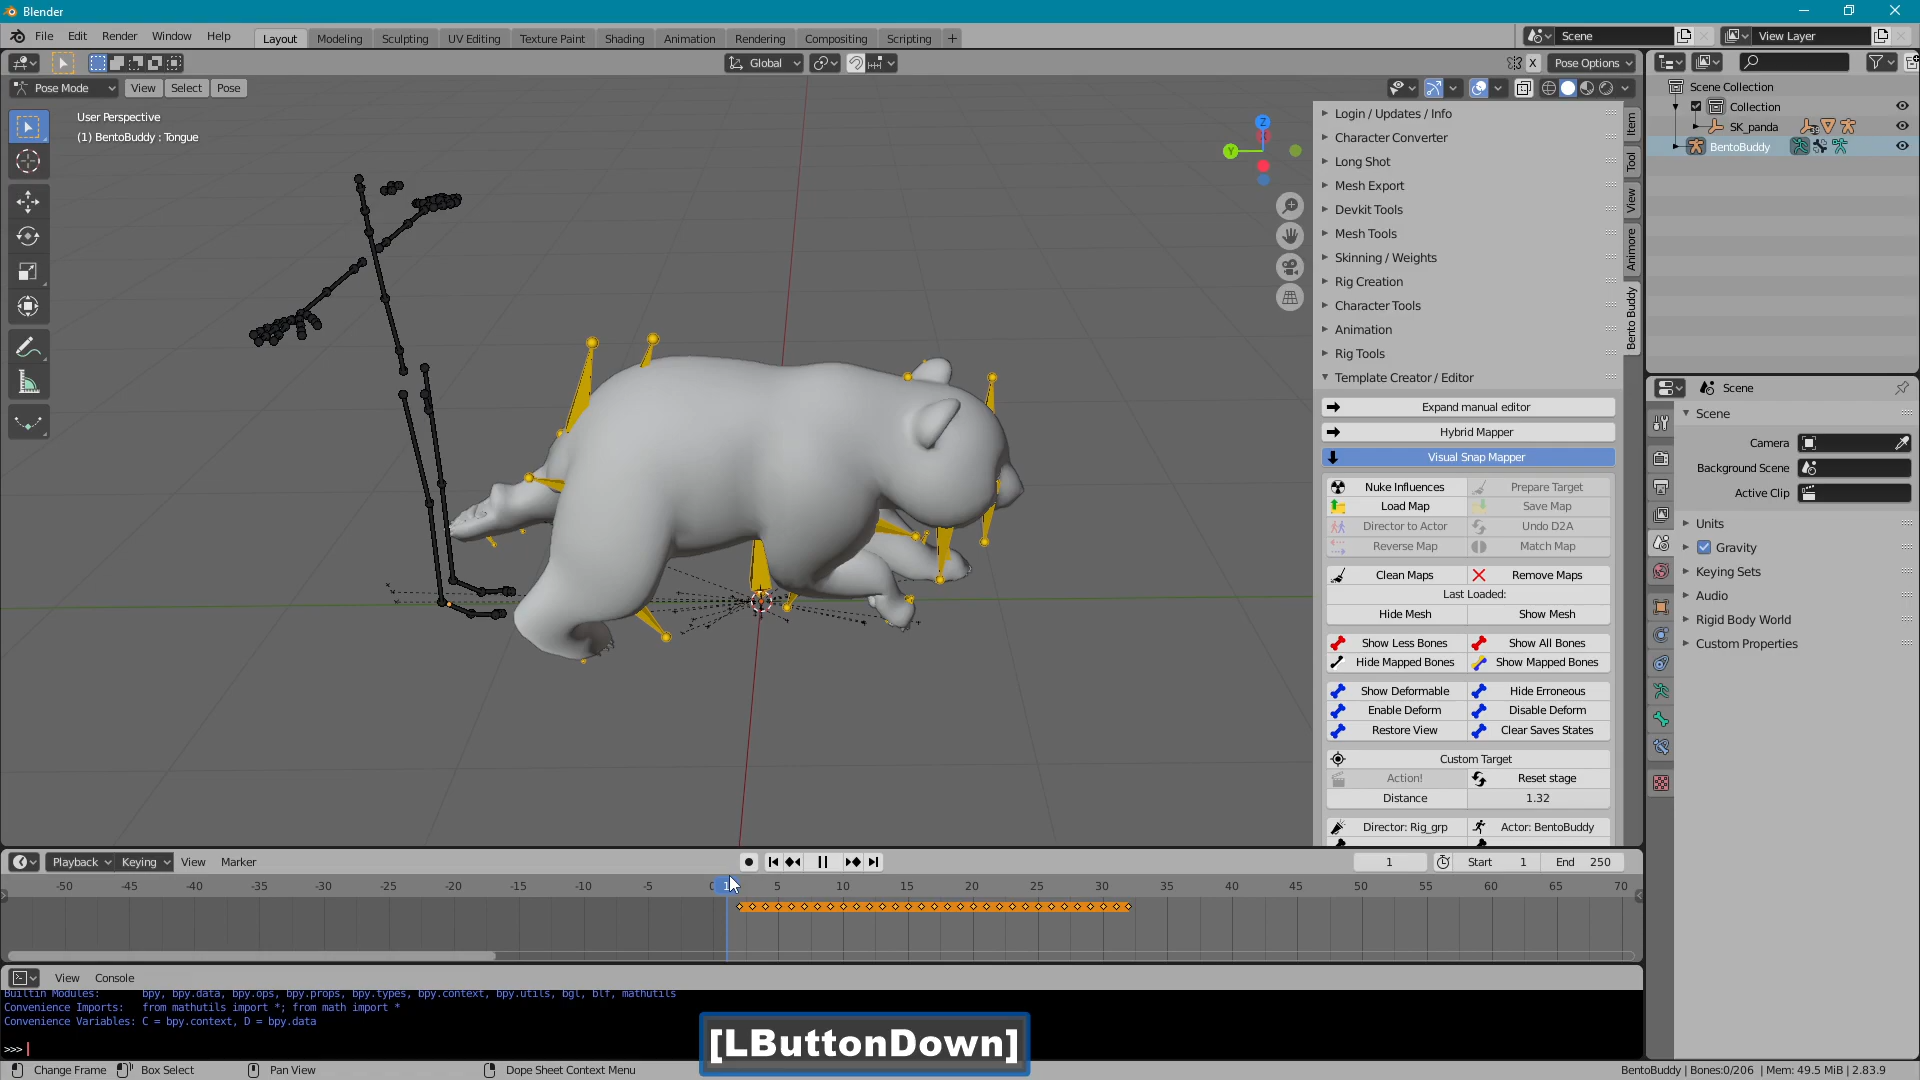 Blender
File Edit Render Window Help
Layout Modeling Sculpting UV Editing Texture Paint Shading Animation Rendering Compositing Scripting +
Scene
View Layer
Global
X
Pose Options
Pose Mode View Select Pose
User Perspective
(1) BentoBuddy : Tongue
Z
Y
Item
Tool
View
Animore
Bento Buddy
Login / Updates / Info
Character Converter
Long Shot
Mesh Export
Devkit Tools
Mesh Tools
Skinning / Weights
Rig Creation
Character Tools
Animation
Rig Tools
Template Creator / Editor
Expand manual editor
Hybrid Mapper
Visual Snap Mapper
Nuke Influences Prepare Target
Load Map Save Map
Director to Actor Undo D2A
Reverse Map Match Map
Clean Maps Remove Maps
Last Loaded:
Hide Mesh Show Mesh
Show Less Bones Show All Bones
Hide Mapped Bones Show Mapped Bones
Show Deformable Hide Erroneous
Enable Deform Disable Deform
Restore View Clear Saves States
Custom Target
Action! Reset stage
Distance 1.32
Director: Rig_grp Actor: BentoBuddy
Scene Collection
Collection
SK_panda
BentoBuddy
Scene
Scene
Camera
Background Scene
Active Clip
Units
Gravity
Keying Sets
Audio
Rigid Body World
Custom Properties
Playback Keying View Marker
1 Start 1 End 250
-50 -45 -40 -35 -30 -25 -20 -15 -10 -5 0 1 5 10 15 20 25 30 35 40 45 50 55 60 65 70
View Console
Builtin Modules: bpy, bpy.data, bpy.ops, bpy.props, bpy.types, bpy.context, bpy.utils, bgl, blf, mathutils
Convenience Imports: from mathutils import *; from math import *
Convenience Variables: C = bpy.context, D = bpy.data
>>>
[LButtonDown]
Change Frame Box Select Pan View Dope Sheet Context Menu
BentoBuddy | Bones:0/206 | Mem: 49.5 MiB | 2.83.9